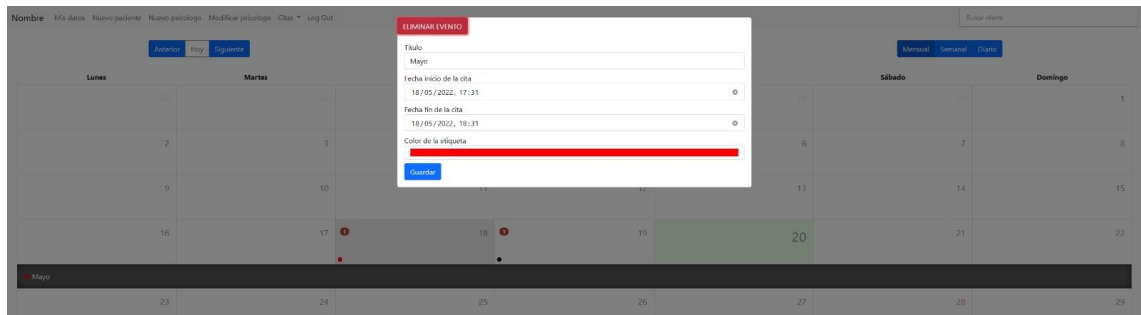 Nombre Mis datos Nuevo paciente Nuevo psicologo Modificar psicologo Citas Log Out
Buscar cliente
ELIMINAR EVENTO
Titulo
Mayo
Fecha inicio de la cita
18/05/2022, 17:31
Fecha fin de la cita
18/05/2022, 18:31
Color de la etiqueta
Guardar
Anterior Hoy Siguiente
Mensual Semanal Diario
Lunes Martes Sábado Domingo
1
2 3 6 7 8
9 10 11 12 13 14 15
16 17 1 18 1 19 20 21 22
Mayo
23 24 25 26 27 28 29